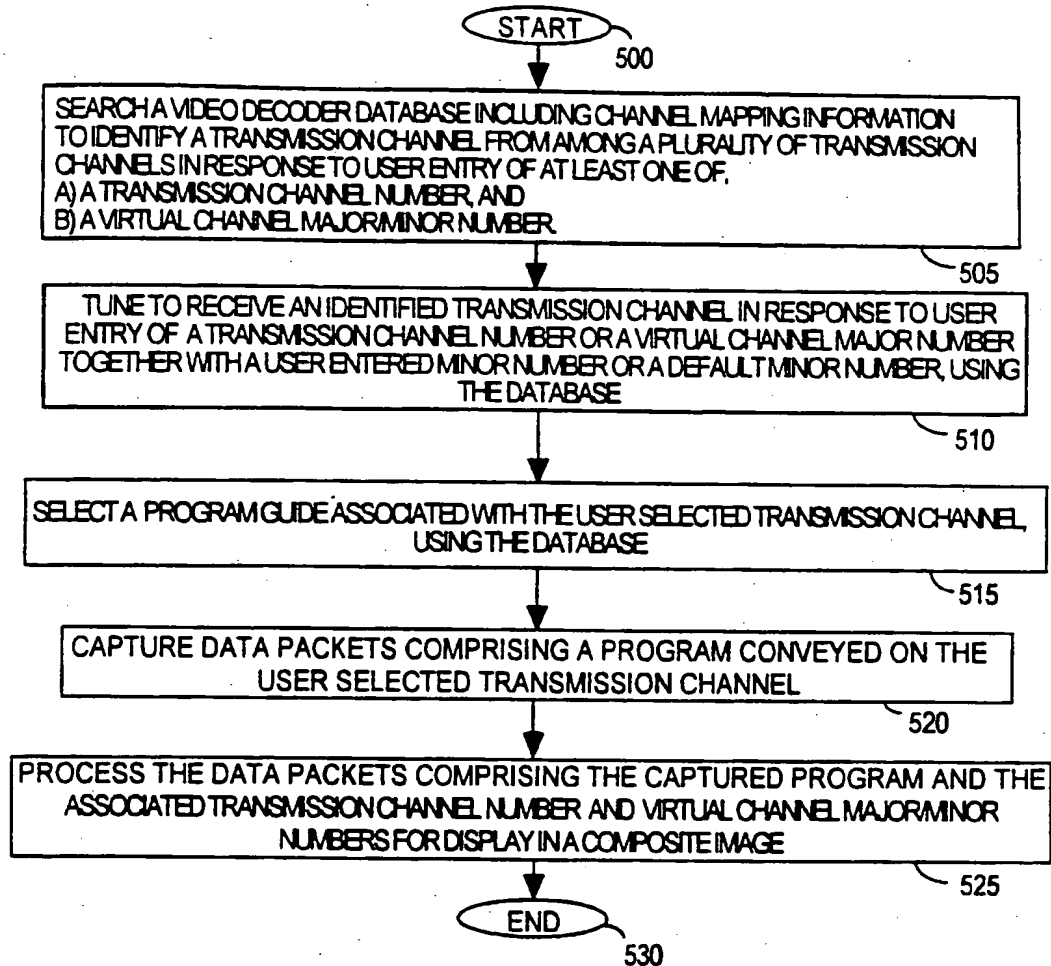 START
500
SEARCH A VIDEO DECODER DATABASE INCLUDING CHANNEL MAPPING INFORMATION
TO IDENTIFY A TRANSMISSION CHANNEL FROM AMONG A PLURALITY OF TRANSMISSION
CHANNELS IN RESPONSE TO USER ENTRY OF AT LEAST ONE OF,
A) A TRANSMISSION CHANNEL NUMBER, AND
B) A VIRTUAL CHANNEL MAJOR/MINOR NUMBER.
505
TUNE TO RECEIVE AN IDENTIFIED TRANSMISSION CHANNEL IN RESPONSE TO USER
ENTRY OF A TRANSMISSION CHANNEL NUMBER OR A VIRTUAL CHANNEL MAJOR NUMBER
TOGETHER WITH A USER ENTERED MINOR NUMBER OR A DEFAULT MINOR NUMBER, USING
THE DATABASE
510
SELECT A PROGRAM GUIDE ASSOCIATED WITH THE USER SELECTED TRANSMISSION CHANNEL,
USING THE DATABASE
515
CAPTURE DATA PACKETS COMPRISING A PROGRAM CONVEYED ON THE
USER SELECTED TRANSMISSION CHANNEL
520
PROCESS THE DATA PACKETS COMPRISING THE CAPTURED PROGRAM AND THE
ASSOCIATED TRANSMISSION CHANNEL NUMBER AND VIRTUAL CHANNEL MAJOR/MINOR
NUMBERS FOR DISPLAY IN A COMPOSITE IMAGE
525
END
530